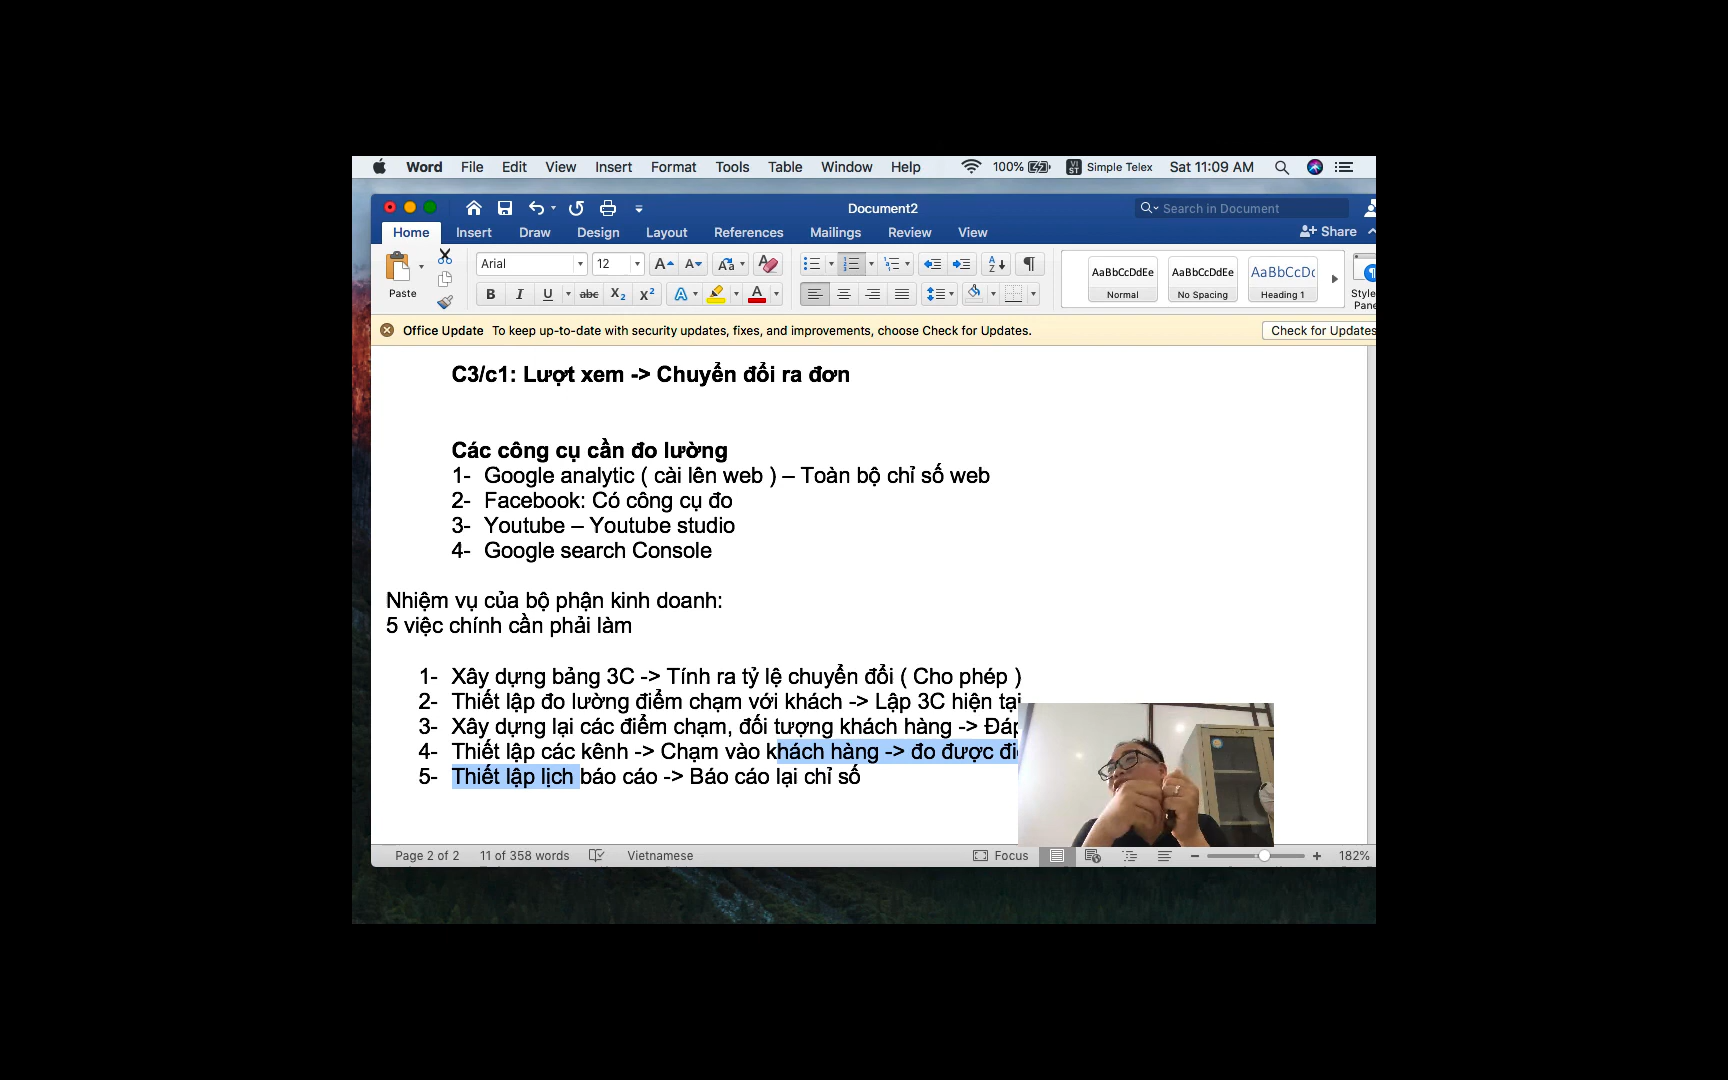 Word File Edit View Insert Format Tools Table Window Help 100% VI ST Simple Telex Sat 11:09 AM
Document2 Search in Document
Home Insert Draw Design Layout References Mailings Review View Share
Paste Arial 12 AaBbCcDdEe AaBbCcDdEe AaBbCcDc
B I U abc X2 X2 A A Normal No Spacing Heading 1 Style Pane
Office Update To keep up-to-date with security updates, fixes, and improvements, choose Check for Updates. Check for Updates
C3/c1: Lượt xem -> Chuyển đổi ra đơn
Các công cụ cần đo lường
1- Google analytic ( cài lên web ) – Toàn bộ chỉ số web
2- Facebook: Có công cụ đo
3- Youtube – Youtube studio
4- Google search Console
Nhiệm vụ của bộ phận kinh doanh:
5 việc chính cần phải làm
1- Xây dựng bảng 3C -> Tính ra tỷ lệ chuyển đổi ( Cho phép )
2- Thiết lập đo lường điểm chạm với khách -> Lập 3C hiện tại
3- Xây dựng lại các điểm chạm, đối tượng khách hàng -> Đáp
4- Thiết lập các kênh -> Chạm vào khách hàng -> đo được
5- Thiết lập lịch báo cáo -> Báo cáo lại chỉ số
Page 2 of 2 11 of 358 words Vietnamese Focus 182%